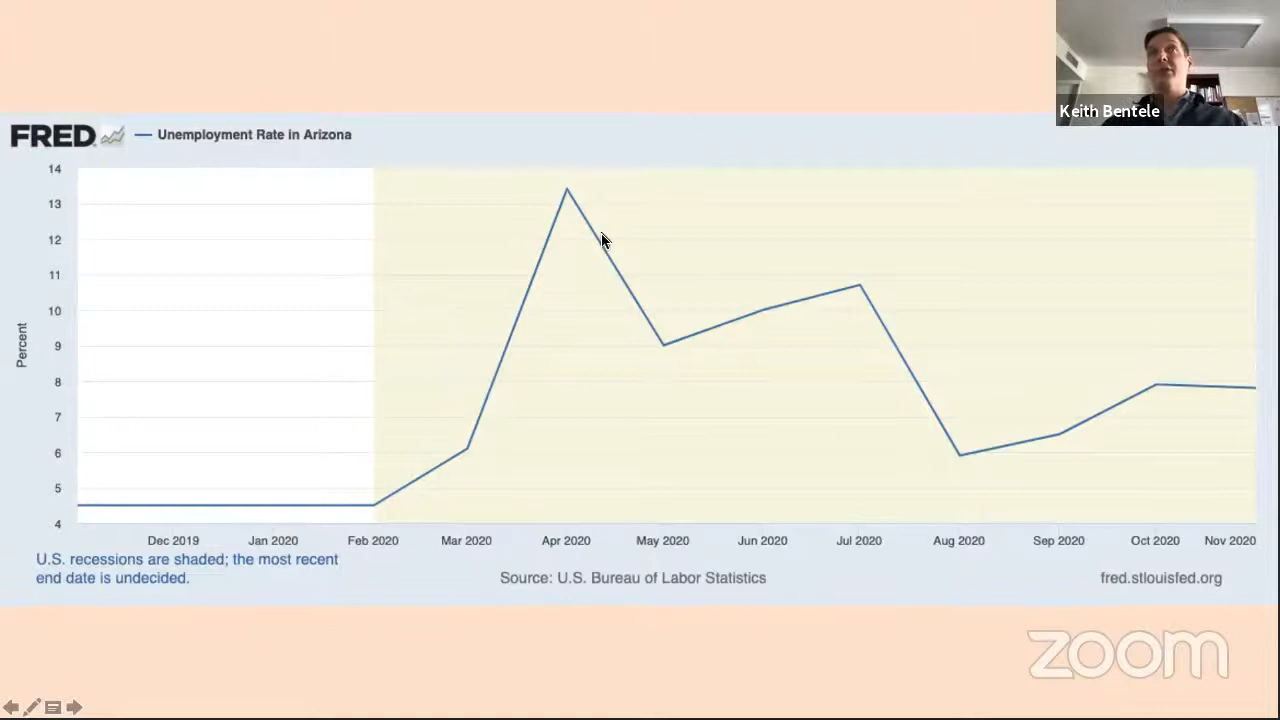 Keith Bentele
FRED
Unemployment Rate in Arizona
14
13
12
11
10
9
8
7
6
5
4
Percent
Dec 2019 Jan 2020 Feb 2020 Mar 2020 Apr 2020 May 2020 Jun 2020 Jul 2020 Aug 2020 Sep 2020 Oct 2020 Nov 2020
U.S. recessions are shaded; the most recent
end date is undecided.
Source: U.S. Bureau of Labor Statistics
fred.stlouisfed.org
zoom